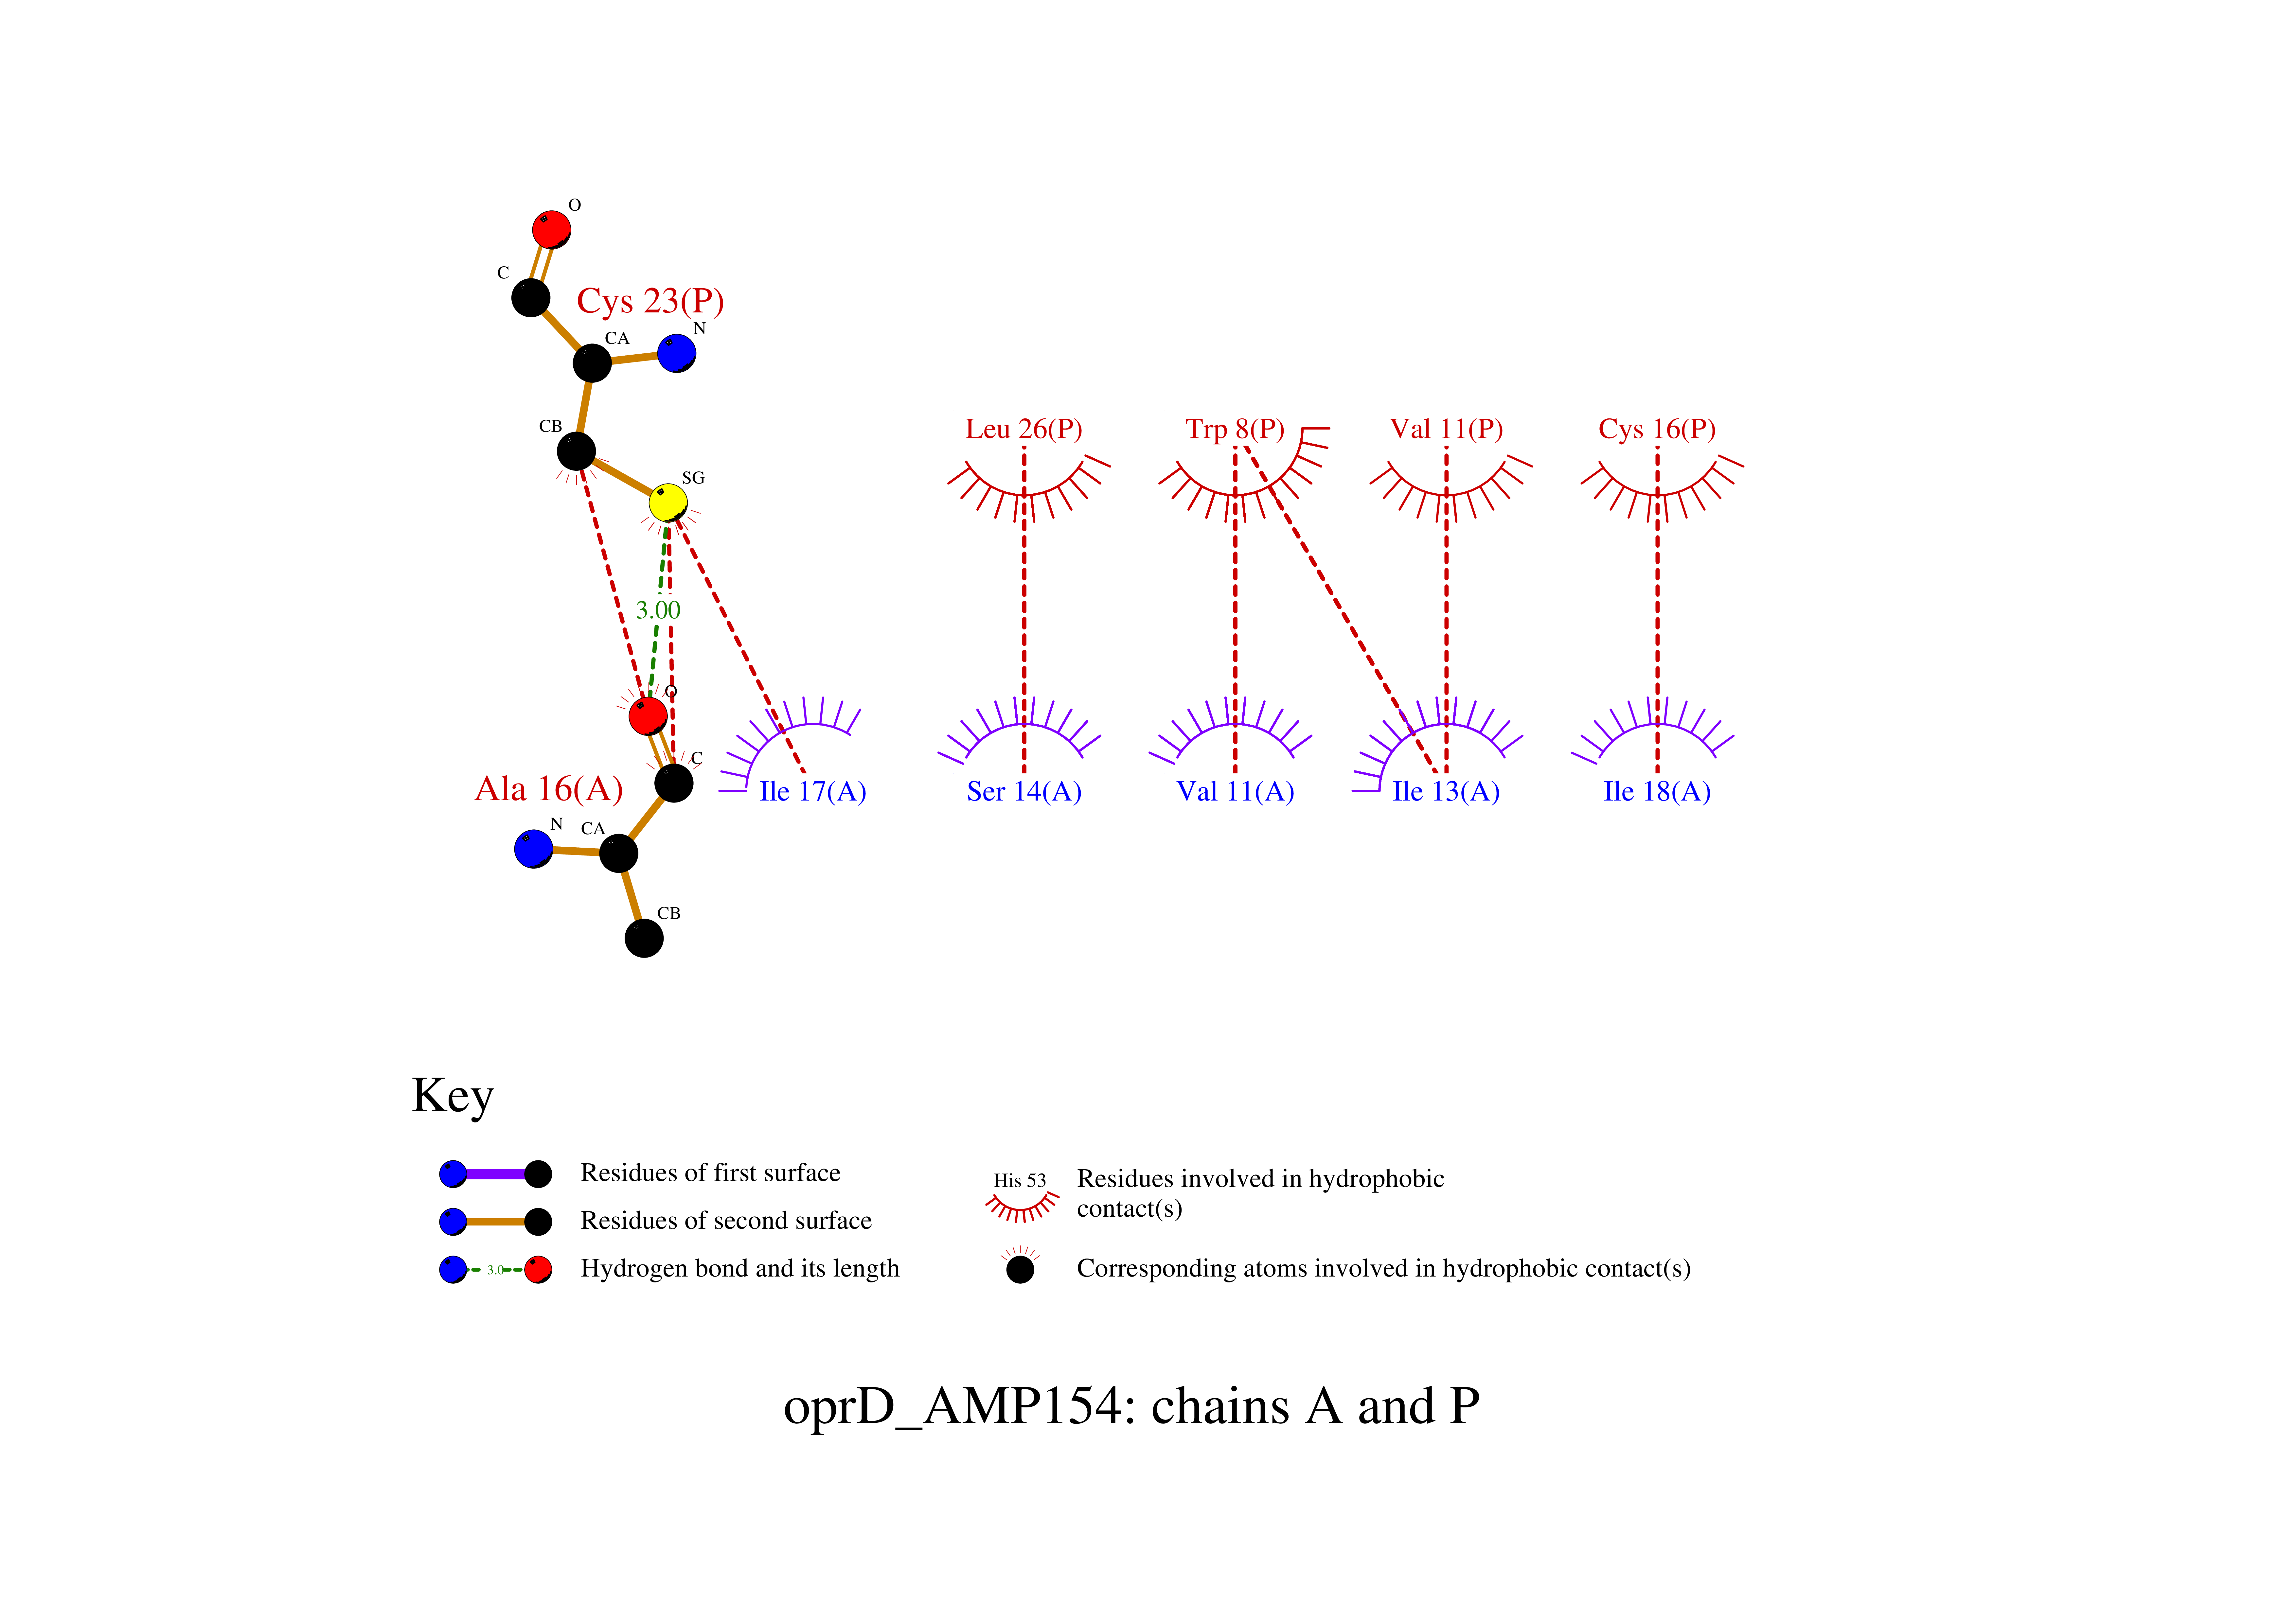 O
C
Cys 23(P)
N
CA
CB
SG
Leu 26(P) Trp 8(P) Val 11(P) Cys 16(P)
3.00
O
C
Ala 16(A) Ile 17(A) Ser 14(A) Val 11(A) Ile 13(A) Ile 18(A)
N
CA
CB
Key
Residues of first surface
Residues of second surface
3.0
Hydrogen bond and its length
His 53
Residues involved in hydrophobic
contact(s)
Corresponding atoms involved in hydrophobic contact(s)
oprD_AMP154: chains A and P